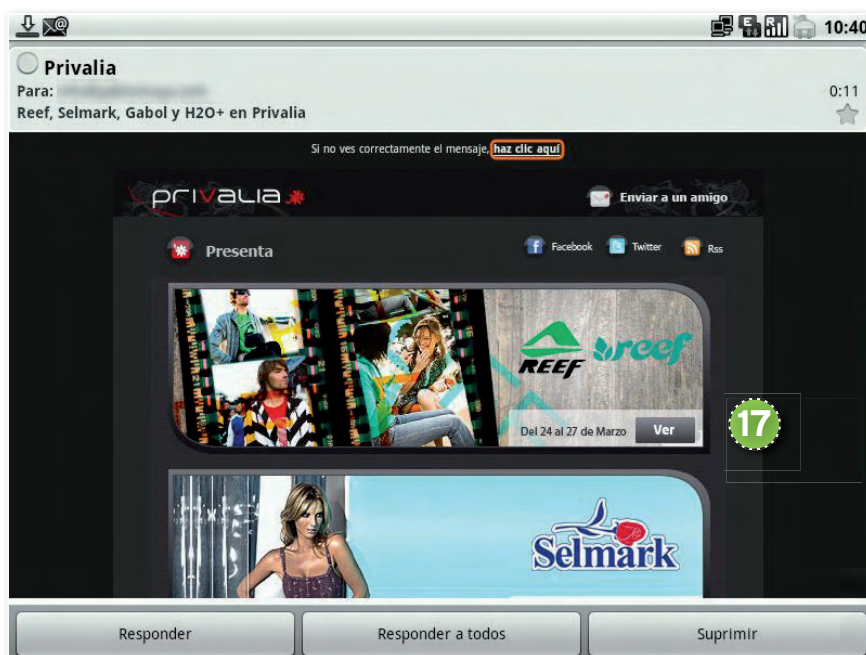 10:40
Privalia
Para:
0:11
Reef, Selmark, Gabol y H2O+ en Privalia
Si no ves correctamente el mensaje, haz clic aquí
PRIVALIA
Enviar a un amigo
Presenta
Facebook
Twitter
Rss
REEF
reef
Del 24 al 27 de Marzo
Ver
17
Selmark
Responder
Responder a todos
Suprimir